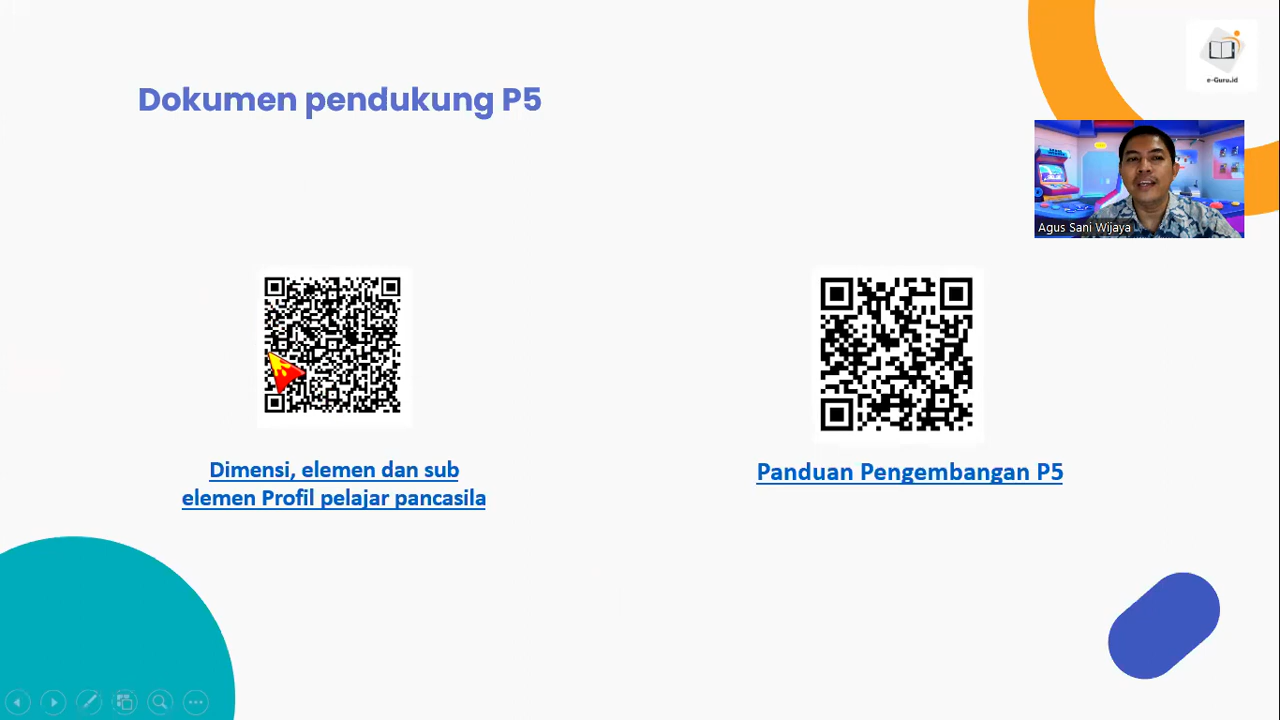 Dokumen pendukung P5
e-Guru.id
Agus Sani Wijaya
Dimensi, elemen dan sub
elemen Profil pelajar pancasila
Panduan Pengembangan P5